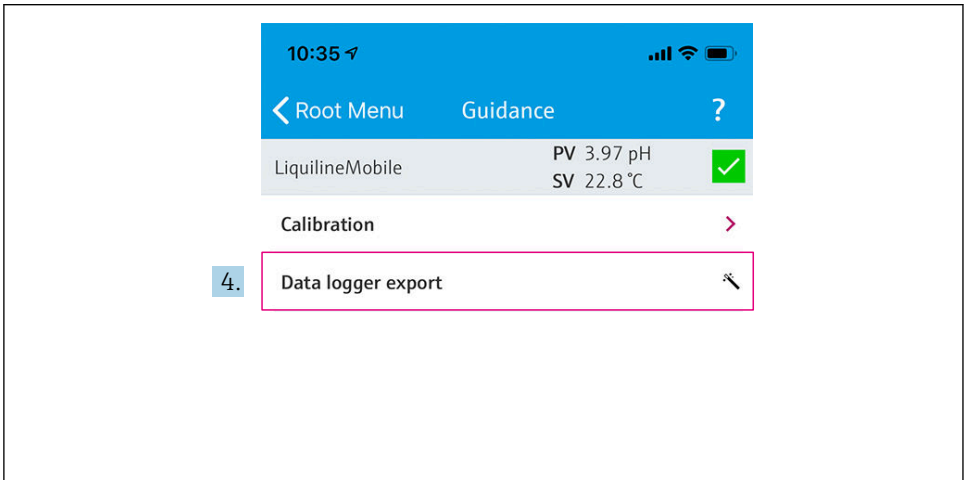 10:35
Root Menu Guidance ?
LiquilineMobile PV 3.97 pH
SV 22.8 °C
Calibration
4. Data logger export